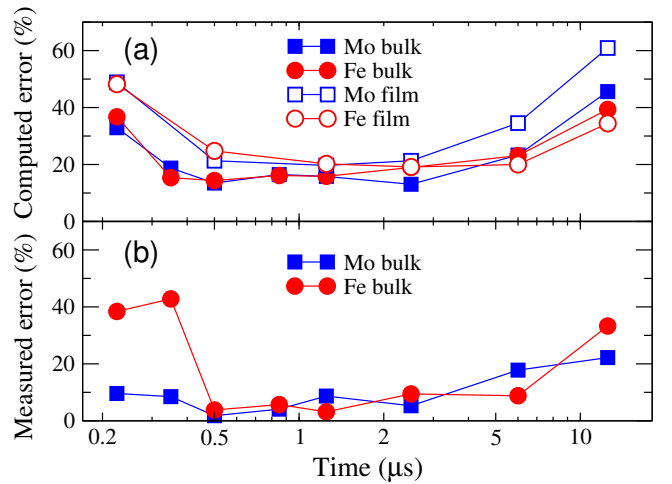 Computed error (%)
60
40
20
0
(a)
Mo bulk
Fe bulk
Mo film
Fe film
Measured error (%)
60
40
20
0
(b)
Mo bulk
Fe bulk
0.2 0.5 1 2 5 10
Time (μs)